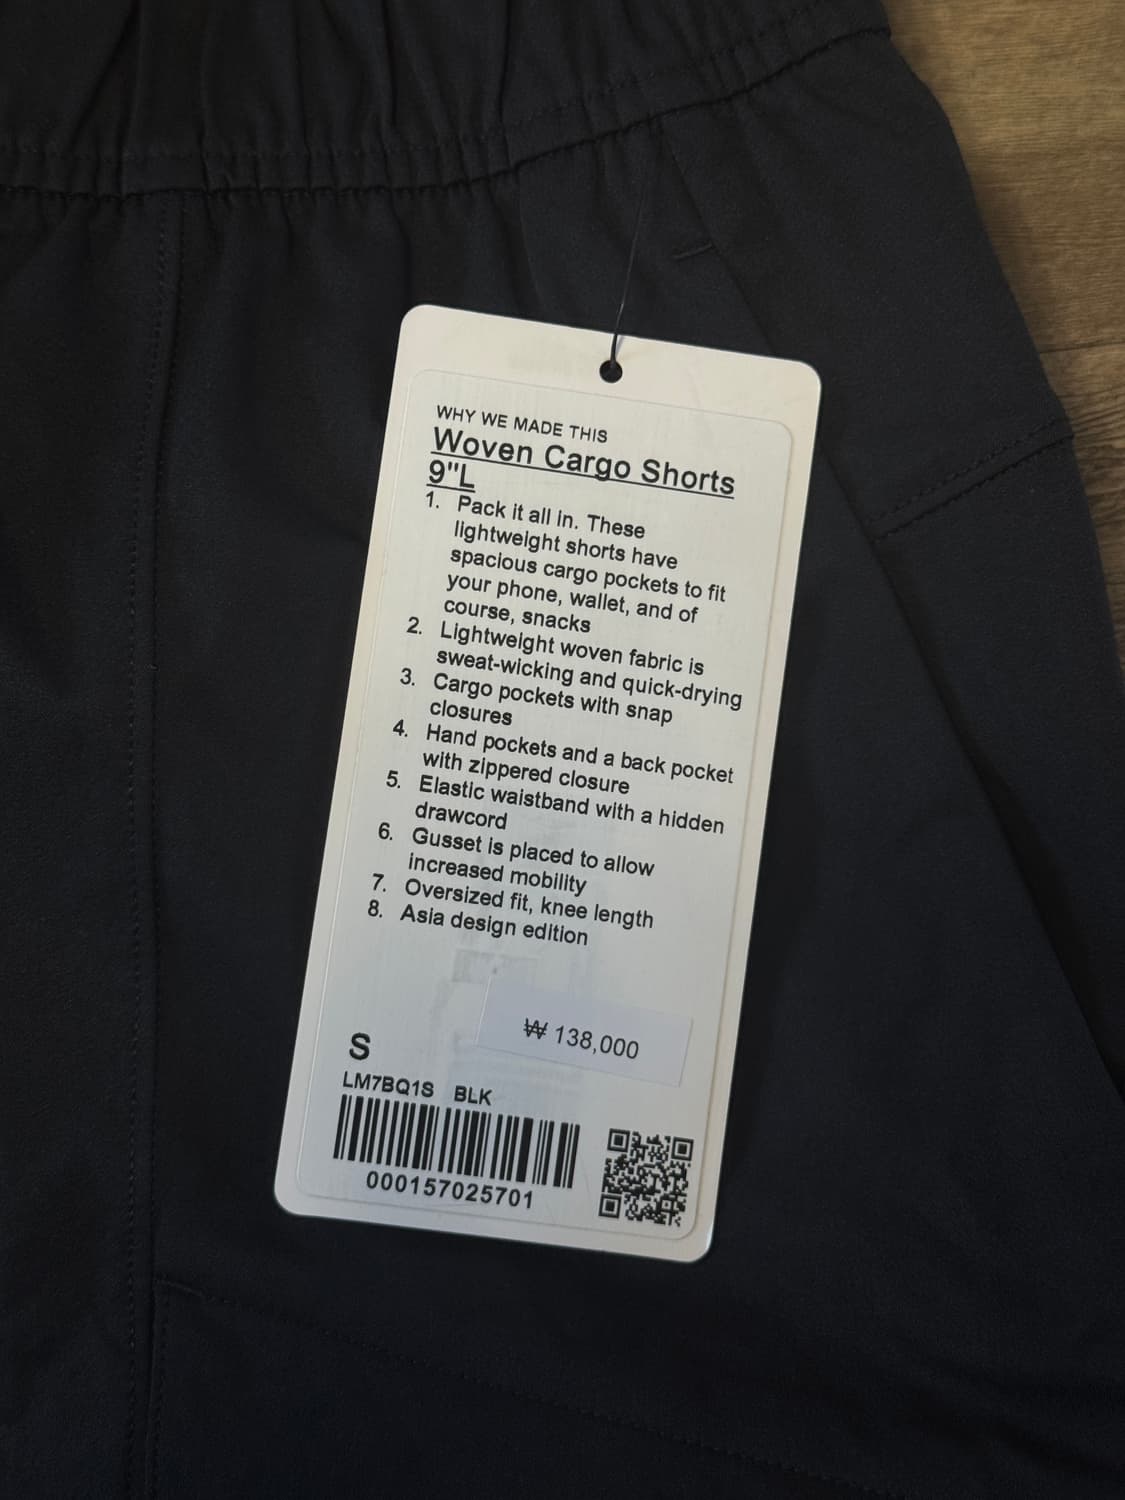 WHY WE MADE THIS
Woven Cargo Shorts
9"L
1. Pack it all in. These
lightweight shorts have
spacious cargo pockets to fit
your phone, wallet, and of
course, snacks
2. Lightweight woven fabric is
sweat-wicking and quick-drying
3. Cargo pockets with snap
closures
4. Hand pockets and a back pocket
with zippered closure
5. Elastic waistband with a hidden
drawcord
6. Gusset is placed to allow
increased mobility
7. Oversized fit, knee length
8. Asia design edition
₩ 138,000
S
LM7BQ1S BLK
000157025701